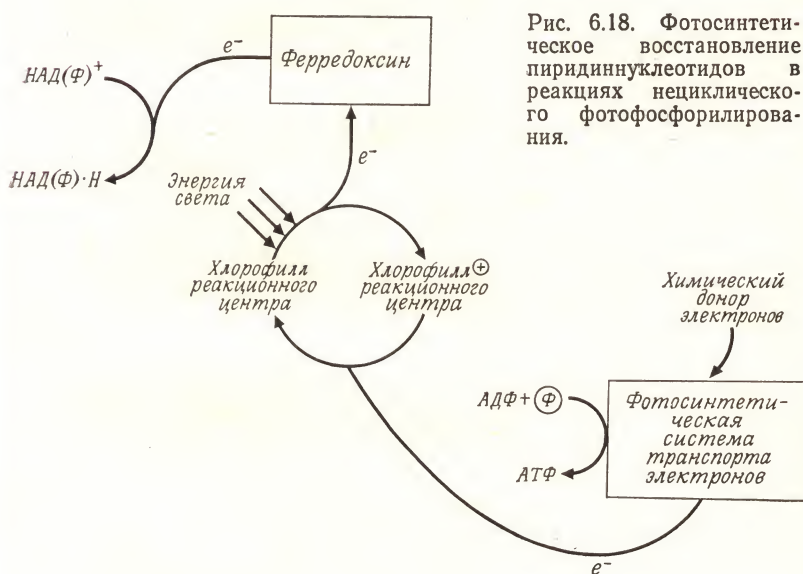 Рис. 6.18. Фотосинтети-
ческое восстановление
пиридиннуклеотидов в
реакциях нециклическо-
го фотофосфорилирова-
ния.
e⁻
НАД(Ф)⁺
Ферредоксин
НАД(Ф)·Н
e⁻
Энергия
света
Хлорофилл
реакционного
центра
Хлорофилл⊕
реакционного
центра
Химический
донор
электронов
АДФ+Ⓕ
АТФ
Фотосинтети-
ческая
система
транспорта
электронов
e⁻